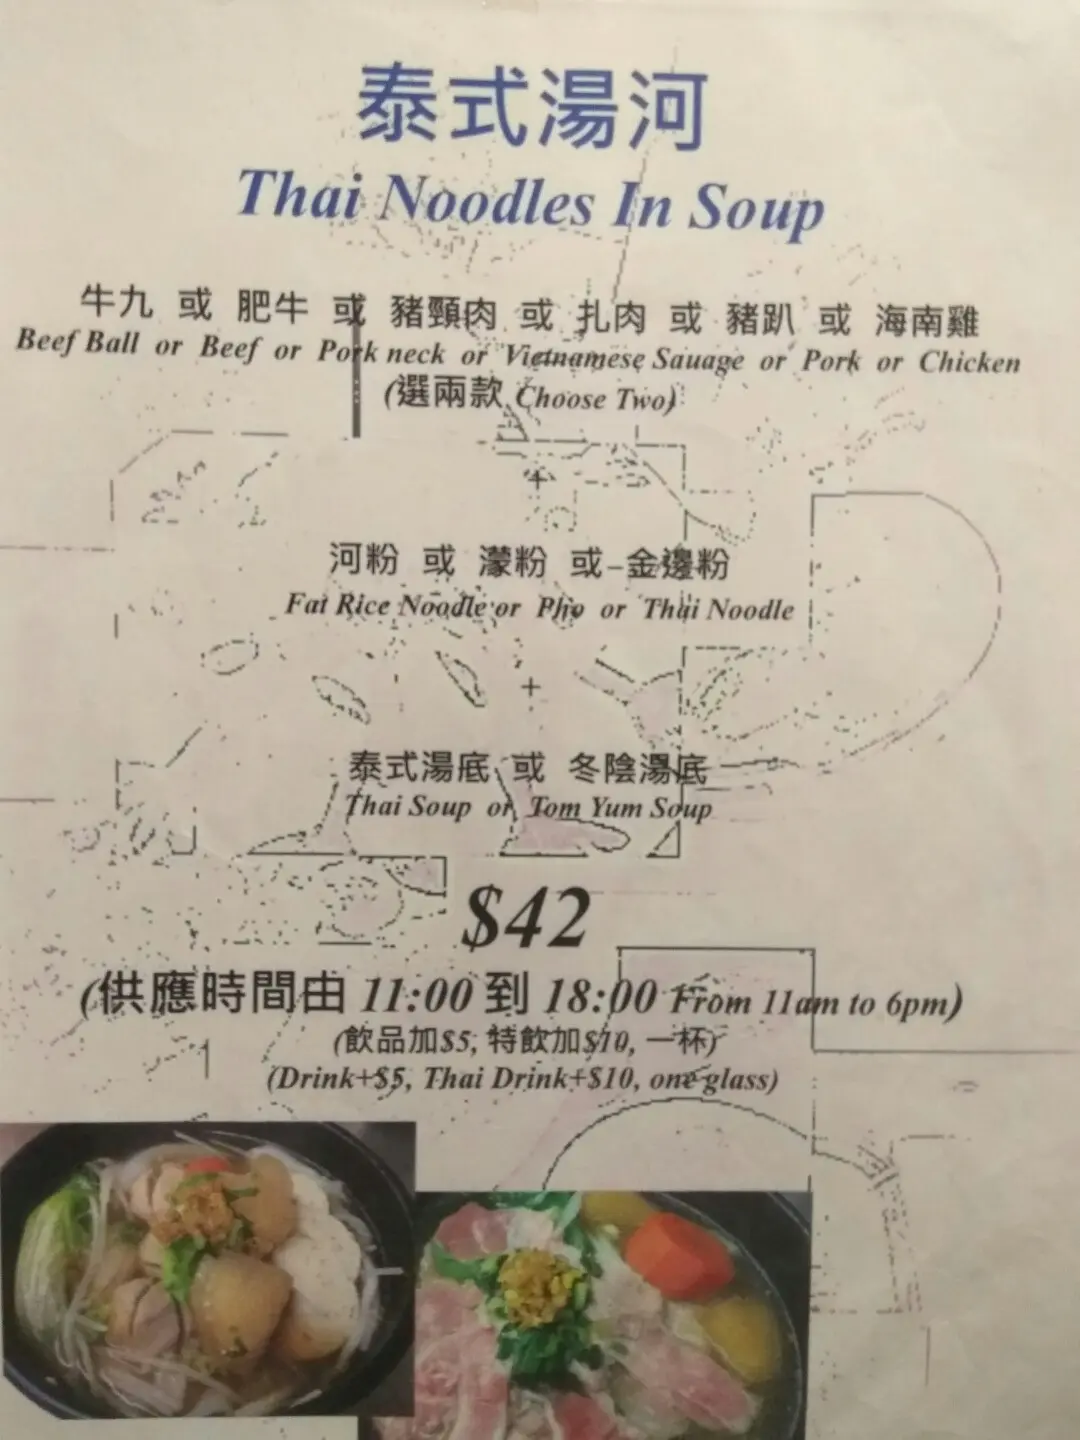 泰式湯河
Thai Noodles In Soup
牛九 或 肥牛 或 豬頸肉 或 扎肉 或 豬趴 或 海南雞
Beef Ball or Beef or Pork neck or Vietnamese Sauage or Pork or Chicken
(選兩款 Choose Two)
河粉 或 濛粉 或 金邊粉
Fat Rice Noodle or Pho or Thai Noodle
泰式湯底 或 冬陰湯底
Thai Soup or Tom Yum Soup
$42
(供應時間由 11:00 到 18:00 From 11am to 6pm)
(飲品加$5, 特飲加$10, 一杯)
(Drink+$5, Thai Drink+$10, one glass)